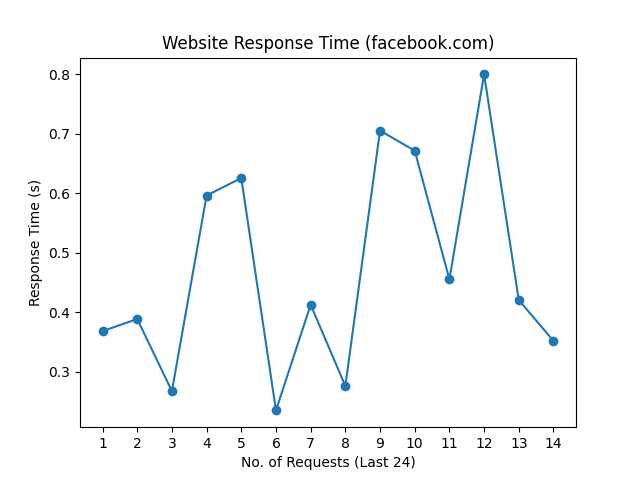 Website Response Time (facebook.com)
0.8
0.7
0.6
0.5
0.4
0.3
Response Time (s)
1 2 3 4 5 6 7 8 9 10 11 12 13 14
No. of Requests (Last 24)